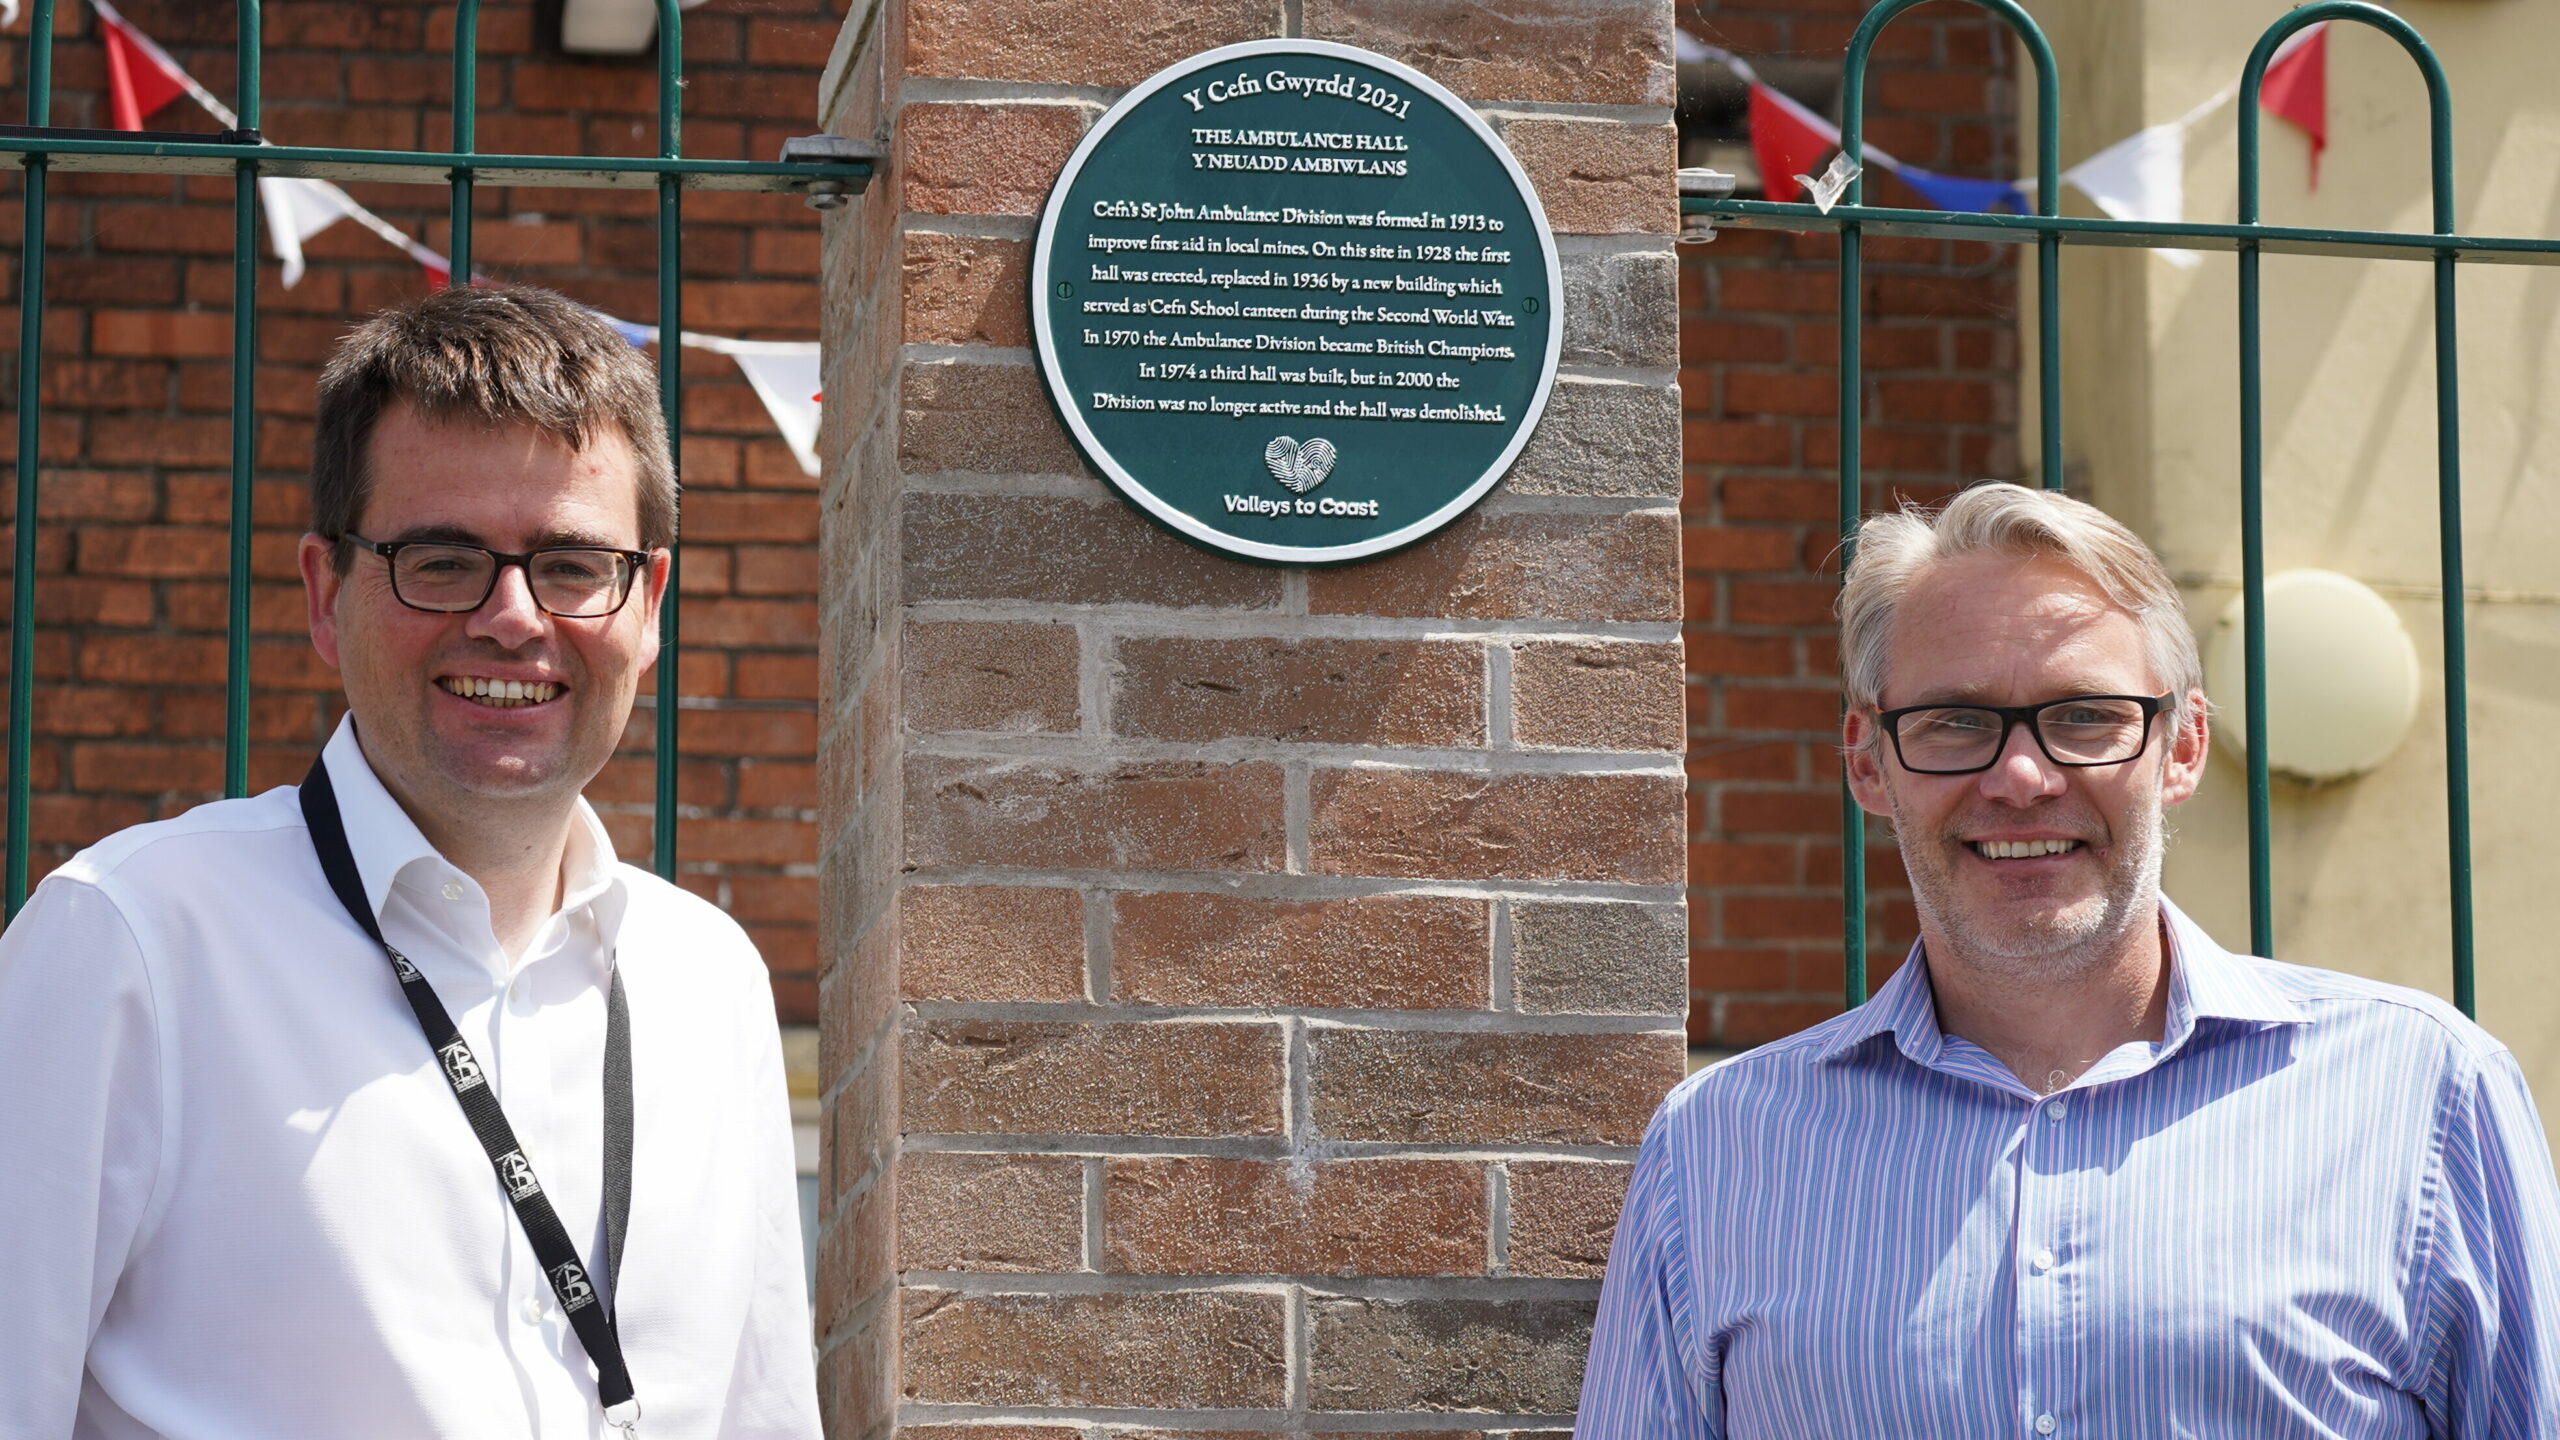 Y Cefn Gwyrdd 2021
THE AMBULANCE HALL
Y NEUADD AMBIWLANS
Cefn's St John Ambulance Division was formed in 1913 to
improve first aid in local mines. On this site in 1928 the first
hall was erected, replaced in 1936 by a new building which
served as Cefn School canteen during the Second World War.
In 1970 the Ambulance Division became British Champions.
In 1974 a third hall was built, but in 2000 the
Division was no longer active and the hall was demolished.
Valleys to Coast